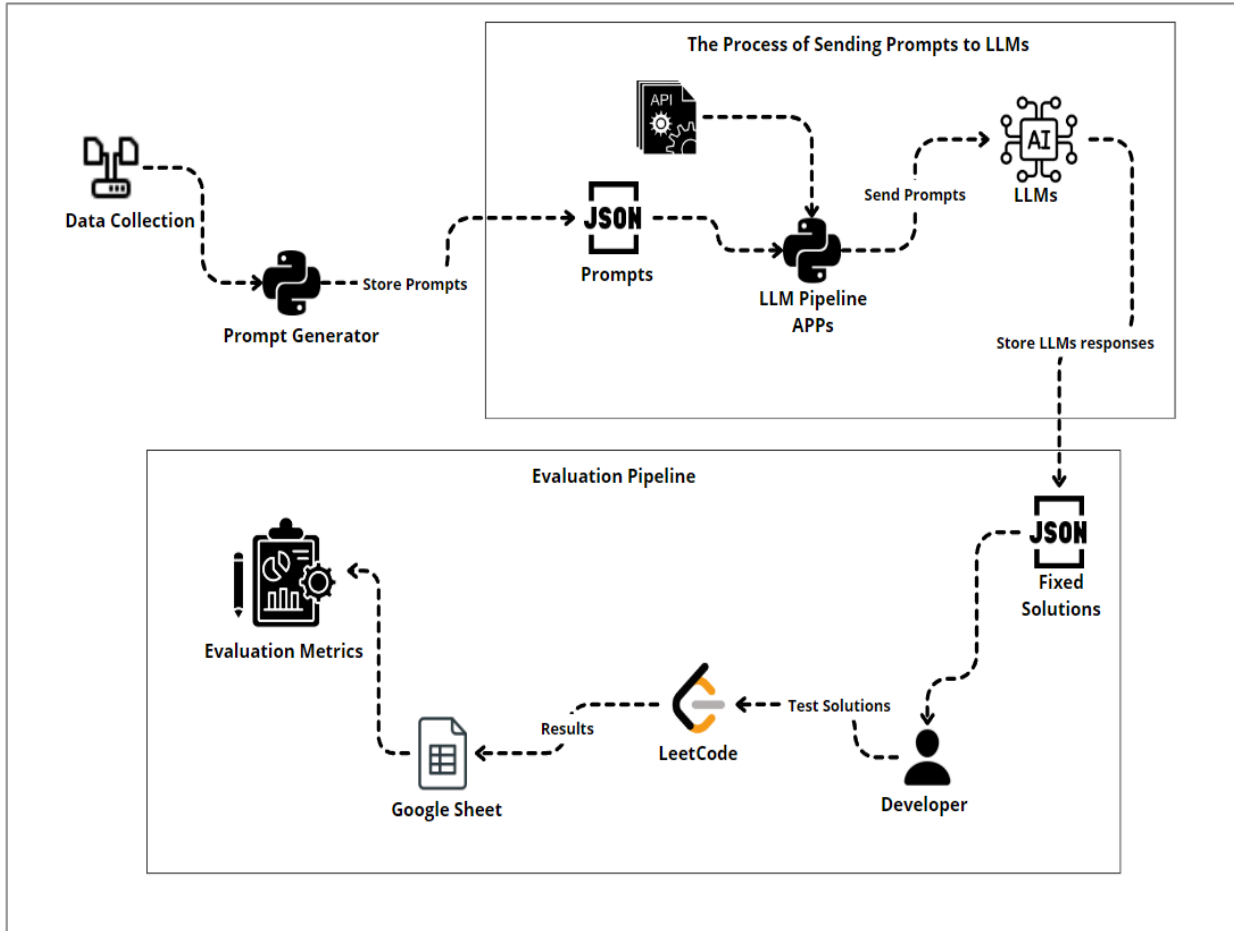 The Process of Sending Prompts to LLMs
API
AI
LLMs
Data Collection
JSON
Prompts
Send Prompts
LLM Pipeline
APPs
Store Prompts
Prompt Generator
Store LLMs responses
Evaluation Pipeline
JSON
Fixed
Solutions
Evaluation Metrics
Test Solutions
LeetCode
Results
Google Sheet
Developer